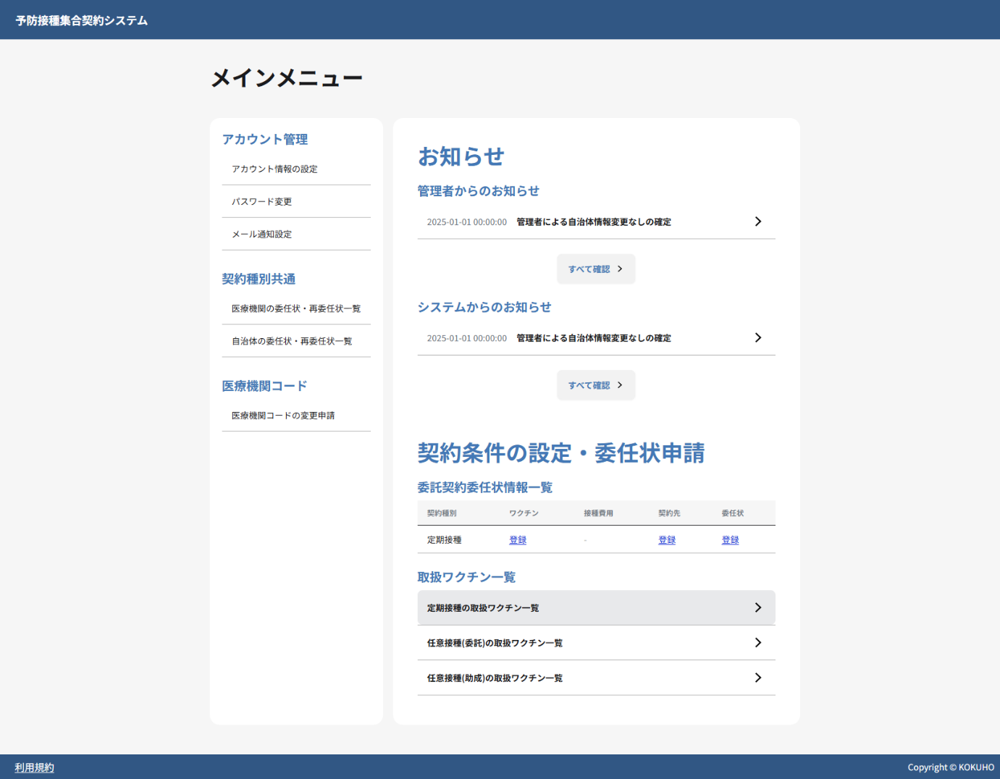 予防接種集合契約システム
メインメニュー
アカウント管理
アカウント情報の設定
パスワード変更
メール通知設定
契約種別共通
医療機関の委任状・再委任状一覧
自治体の委任状・再委任状一覧
医療機関コード
医療機関コードの変更申請
お知らせ
管理者からのお知らせ
2025-01-01 00:00:00 管理者による自治体情報変更なしの確定
すべて確認
システムからのお知らせ
2025-01-01 00:00:00 管理者による自治体情報変更なしの確定
すべて確認
契約条件の設定・委任状申請
委託契約委任状情報一覧
契約種別 ワクチン 接種費用 契約先 委任状
定期接種 登録 - 登録 登録
取扱ワクチン一覧
定期接種の取扱ワクチン一覧
任意接種(委託)の取扱ワクチン一覧
任意接種(助成)の取扱ワクチン一覧
利用規約
Copyright © KOKUHO